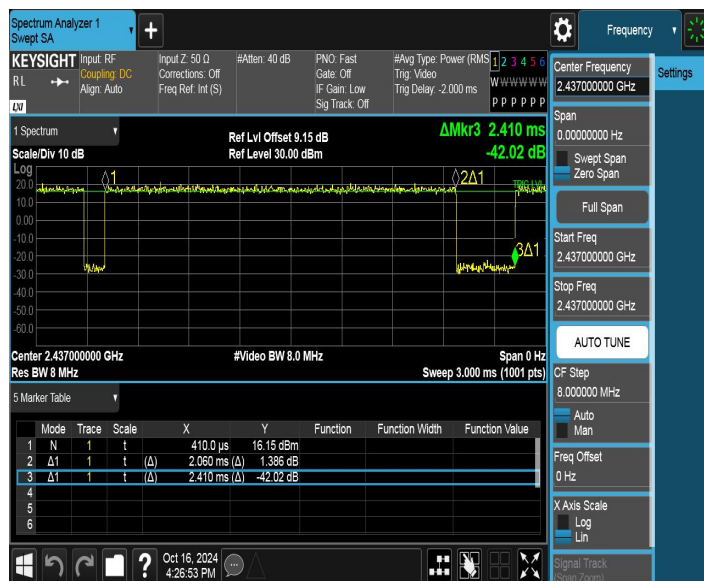 Spectrum Analyzer 1
Swept SA
+
Frequency
KEYSIGHT
R L
LXI
Input: RF
Coupling: DC
Align: Auto
Input Z: 50 Ω
Corrections: Off
Freq Ref: Int (S)
#Atten: 40 dB
PNO: Fast
Gate: Off
IF Gain: Low
Sig Track: Off
#Avg Type: Power (RMS
Trig: Video
Trig Delay: -2.000 ms
1 2 3 4 5 6
W W W W W W
P P P P P P
1 Spectrum
Scale/Div 10 dB
Log
Ref Lvl Offset 9.15 dB
Ref Level 30.00 dBm
ΔMkr3 2.410 ms
-42.02 dB
1
2Δ1
TRIG LVL
3Δ1
20.0
10.0
0.00
-10.0
-20.0
-30.0
-40.0
-50.0
-60.0
Center 2.437000000 GHz
Res BW 8 MHz
#Video BW 8.0 MHz
Span 0 Hz
Sweep 3.000 ms (1001 pts)
5 Marker Table
Mode Trace Scale X Y Function Function Width Function Value
1 N 1 t 410.0 µs 16.15 dBm
2 Δ1 1 t (Δ) 2.060 ms (Δ) 1.386 dB
3 Δ1 1 t (Δ) 2.410 ms (Δ) -42.02 dB
4
5
6
?
Oct 16, 2024
4:26:53 PM
Center Frequency
2.437000000 GHz
Settings
Span
0.00000000 Hz
Swept Span
Zero Span
Full Span
Start Freq
2.437000000 GHz
Stop Freq
2.437000000 GHz
AUTO TUNE
CF Step
8.000000 MHz
Auto
Man
Freq Offset
0 Hz
X Axis Scale
Log
Lin
Signal Track
(Span Zoom)